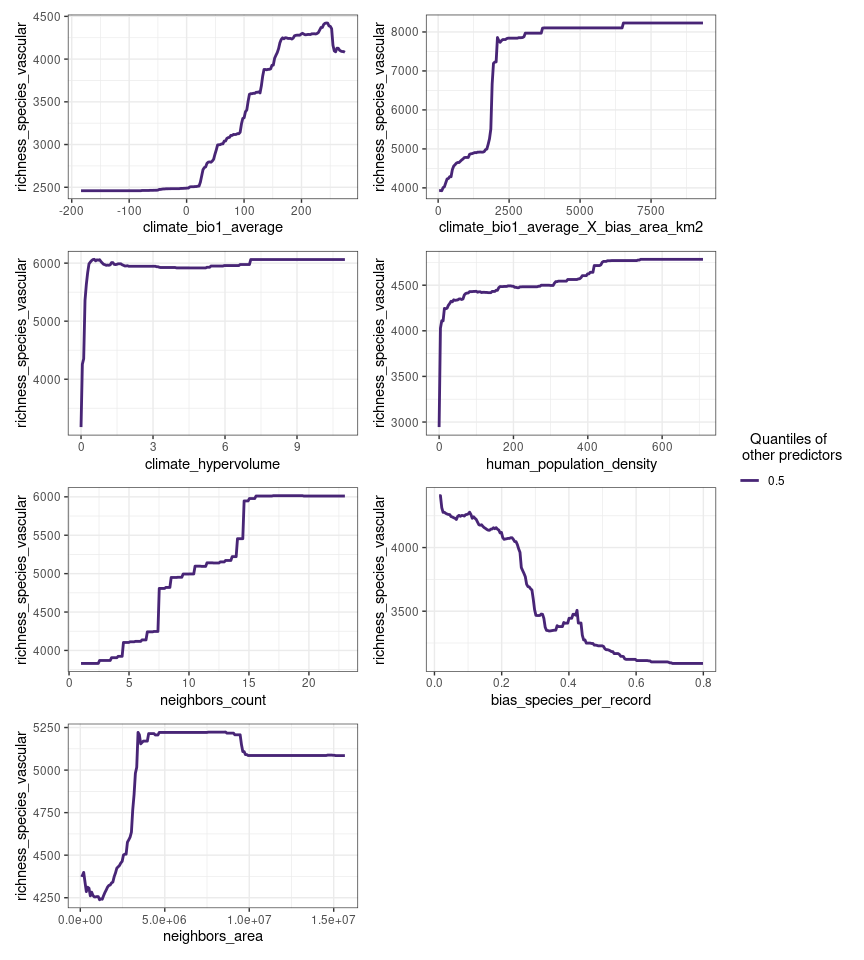 richness_species_vascular
4500
4000
3500
3000
2500
-200 -100 0 100 200
climate_bio1_average
richness_species_vascular
8000
7000
6000
5000
4000
0 2500 5000 7500
climate_bio1_average_X_bias_area_km2
richness_species_vascular
6000
5000
4000
0 3 6 9
climate_hypervolume
richness_species_vascular
4500
4000
3500
3000
0 200 400 600
human_population_density
richness_species_vascular
6000
5500
5000
4500
4000
0 5 10 15 20
neighbors_count
richness_species_vascular
4000
3500
0.0 0.2 0.4 0.6 0.8
bias_species_per_record
richness_species_vascular
5250
5000
4750
4500
4250
0.0e+00 5.0e+06 1.0e+07 1.5e+07
neighbors_area
Quantiles of
other predictors
0.5